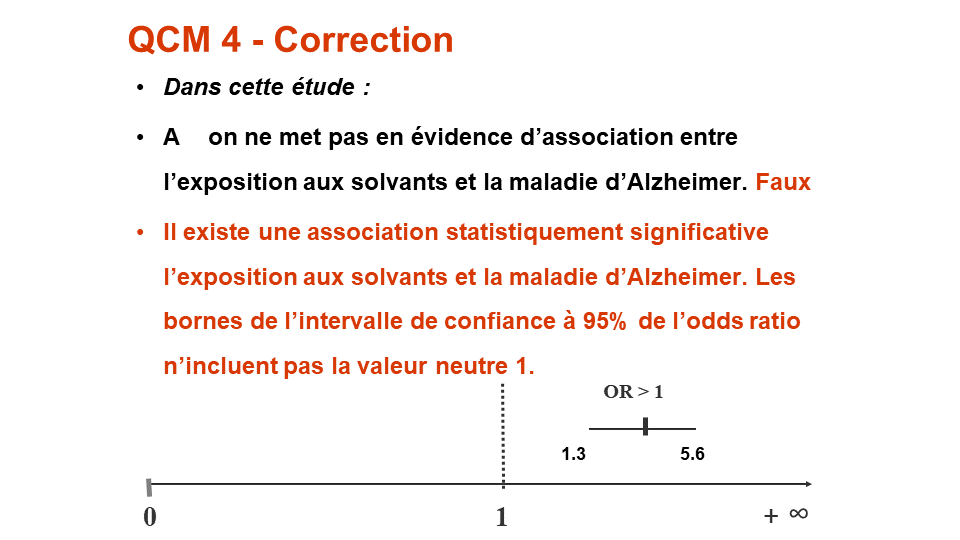 QCM 4 - Correction
• Dans cette étude :
• A on ne met pas en évidence d’association entre
l’exposition aux solvants et la maladie d’Alzheimer. Faux
• Il existe une association statistiquement significative
l’exposition aux solvants et la maladie d’Alzheimer. Les
bornes de l’intervalle de confiance à 95% de l’odds ratio
n’incluent pas la valeur neutre 1.
OR > 1
1.3 5.6
0 1 + ∞